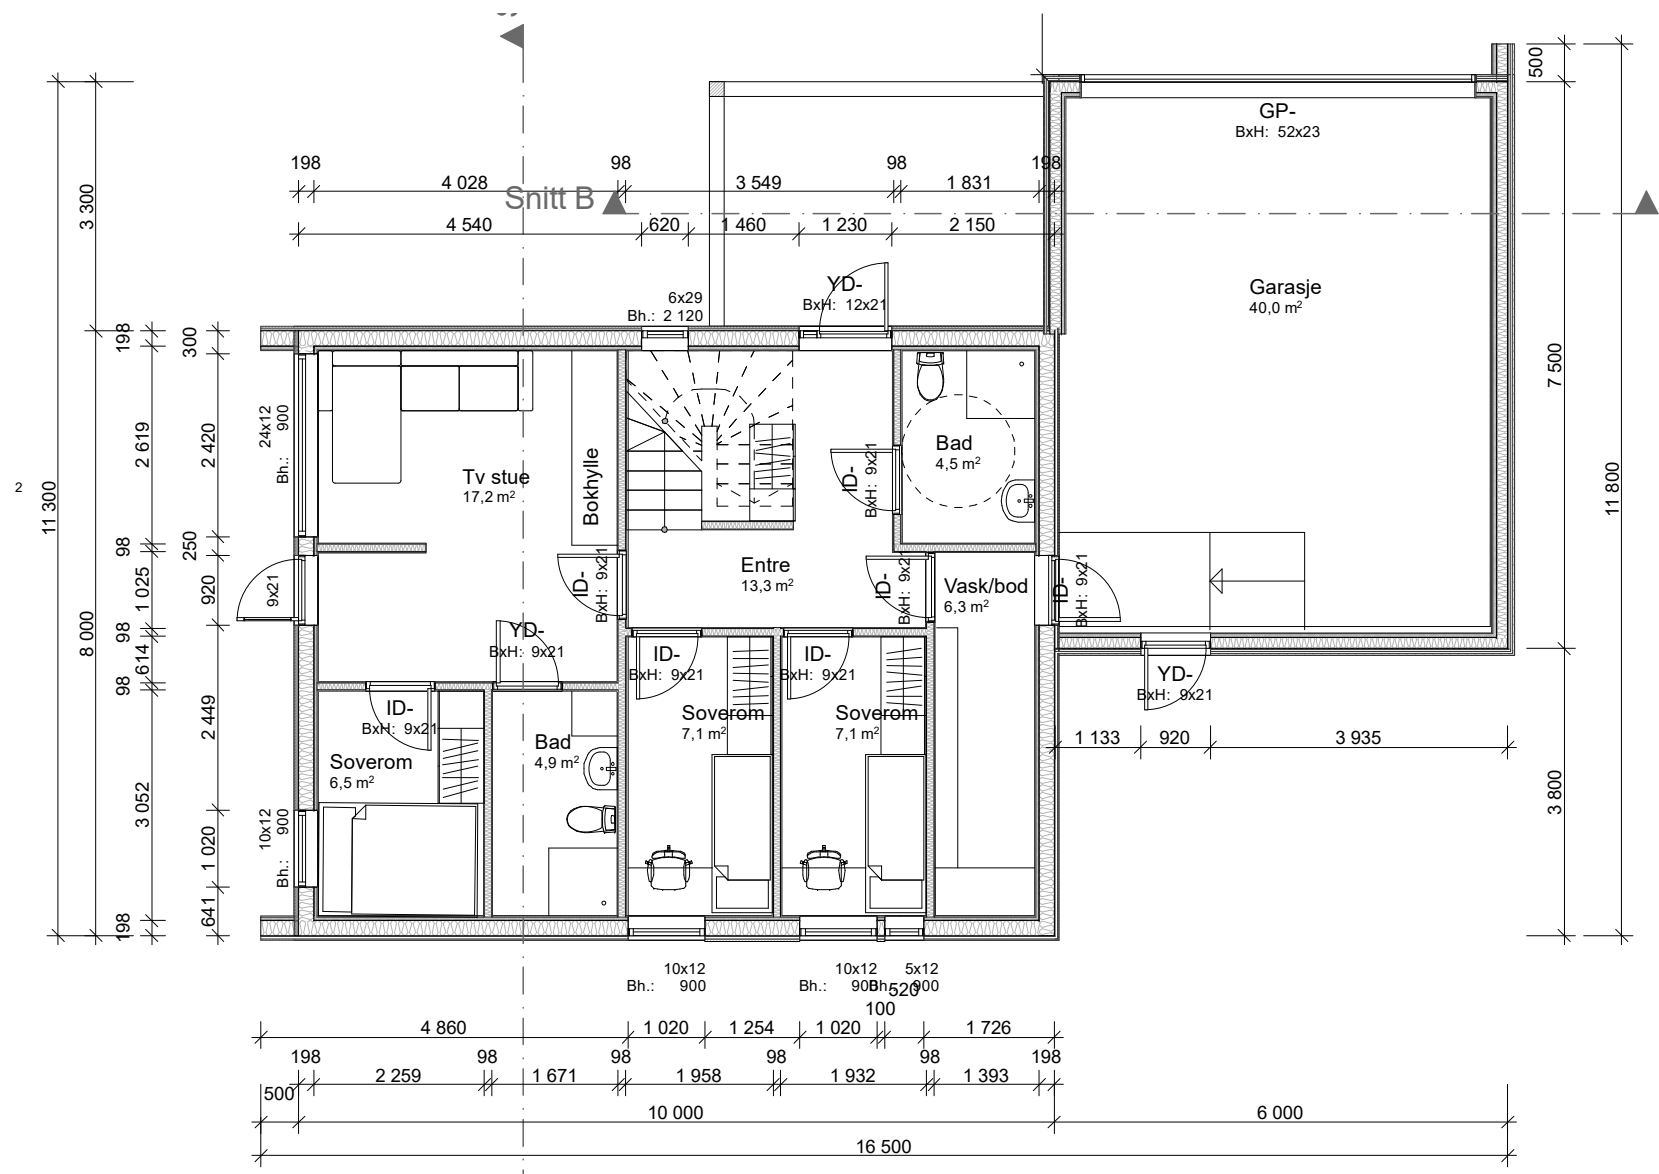 500
GP-
BxH: 52x23
198
98
98
198
4 028
3 549
1 831
Snitt B
3 300
4 540
620
1 460
1 230
2 150
YD-
BxH: 12x21
6x29
Bh.: 2 120
Garasje
40,0 m²
198
300
7 500
24x12
Bh.: 900
2 619
2 420
Tv stue
17,2 m²
Bokhylle
ID-
BxH: 9x21
Bad
4,5 m²
2
11 300
11 800
98
250
1 025
920
9x21
ID-
BxH: 9x21
Entre
13,3 m²
ID-
BxH: 9x21
Vask/bod
6,3 m²
ID-
BxH: 9x21
8 000
98
614
98
YD-
BxH: 9x21
ID-
BxH: 9x21
ID-
BxH: 9x21
YD-
BxH: 9x21
2 449
ID-
BxH: 9x21
Soverom
7,1 m²
Soverom
7,1 m²
1 133
920
3 935
Bad
4,9 m²
Soverom
6,5 m²
3 052
3 800
10x12
Bh.: 900
1 020
641
198
10x12
Bh.: 900
10x12
Bh.: 900
5x12
Bh.: 900
520
100
4 860
1 020
1 254
1 020
1 726
198
98
98
98
98
198
2 259
1 671
1 958
1 932
1 393
500
10 000
6 000
16 500